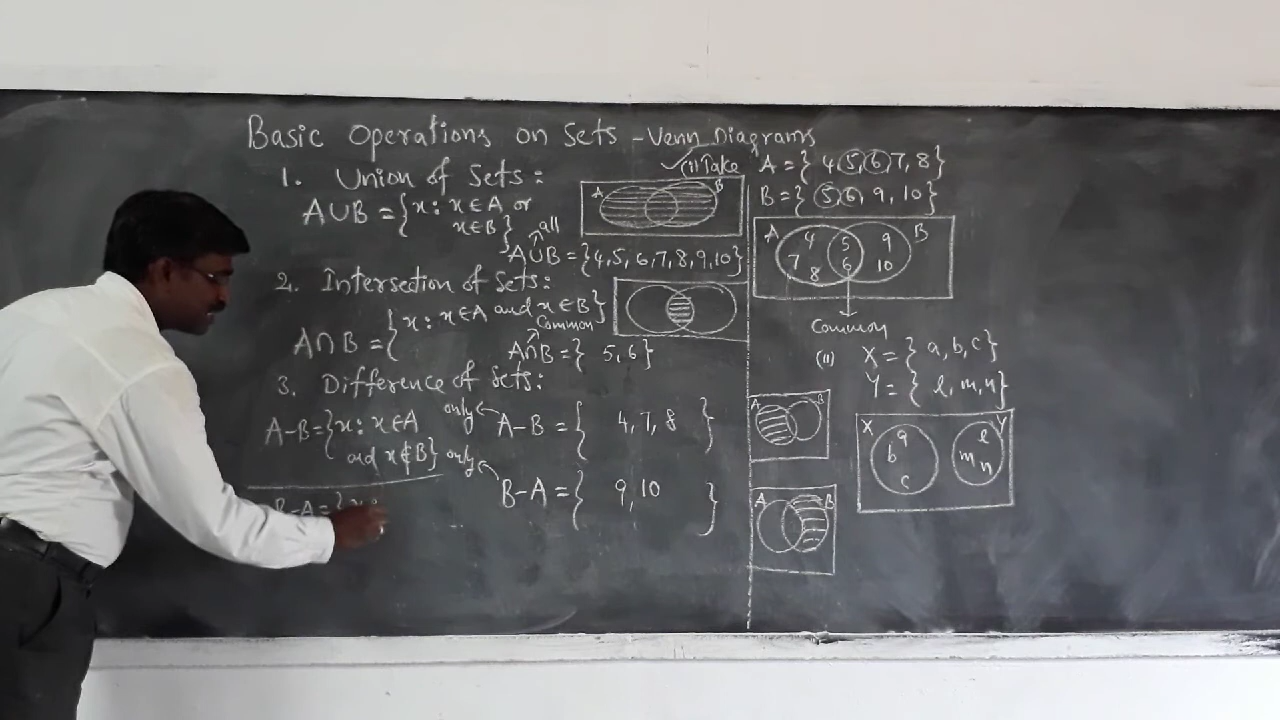 Basic Operations on Sets - Venn Diagrams
1. Union of Sets:
A∪B = {x: x∈A or
x∈B}
all
A∪B = {4,5, 6,7,8,9,10}
A B
2. Intersection of Sets:
A∩B = {x: x∈A and x∈B}
Common
A∩B = { 5,6}
3. Difference of Sets:
A-B = {x: x∈A
and x∉B}
only
A-B = { 4,7,8 }
A B
only
B-A = { 9,10 }
A B
B-A = {x:
(i) Take A = { 4,5,6,7,8}
B = { 5,6, 9, 10}
A 4 5 9 B
7 8 6 10
Common
(ii) X = { a,b,c}
Y = { l,m,n}
X a Y l
b m n
c